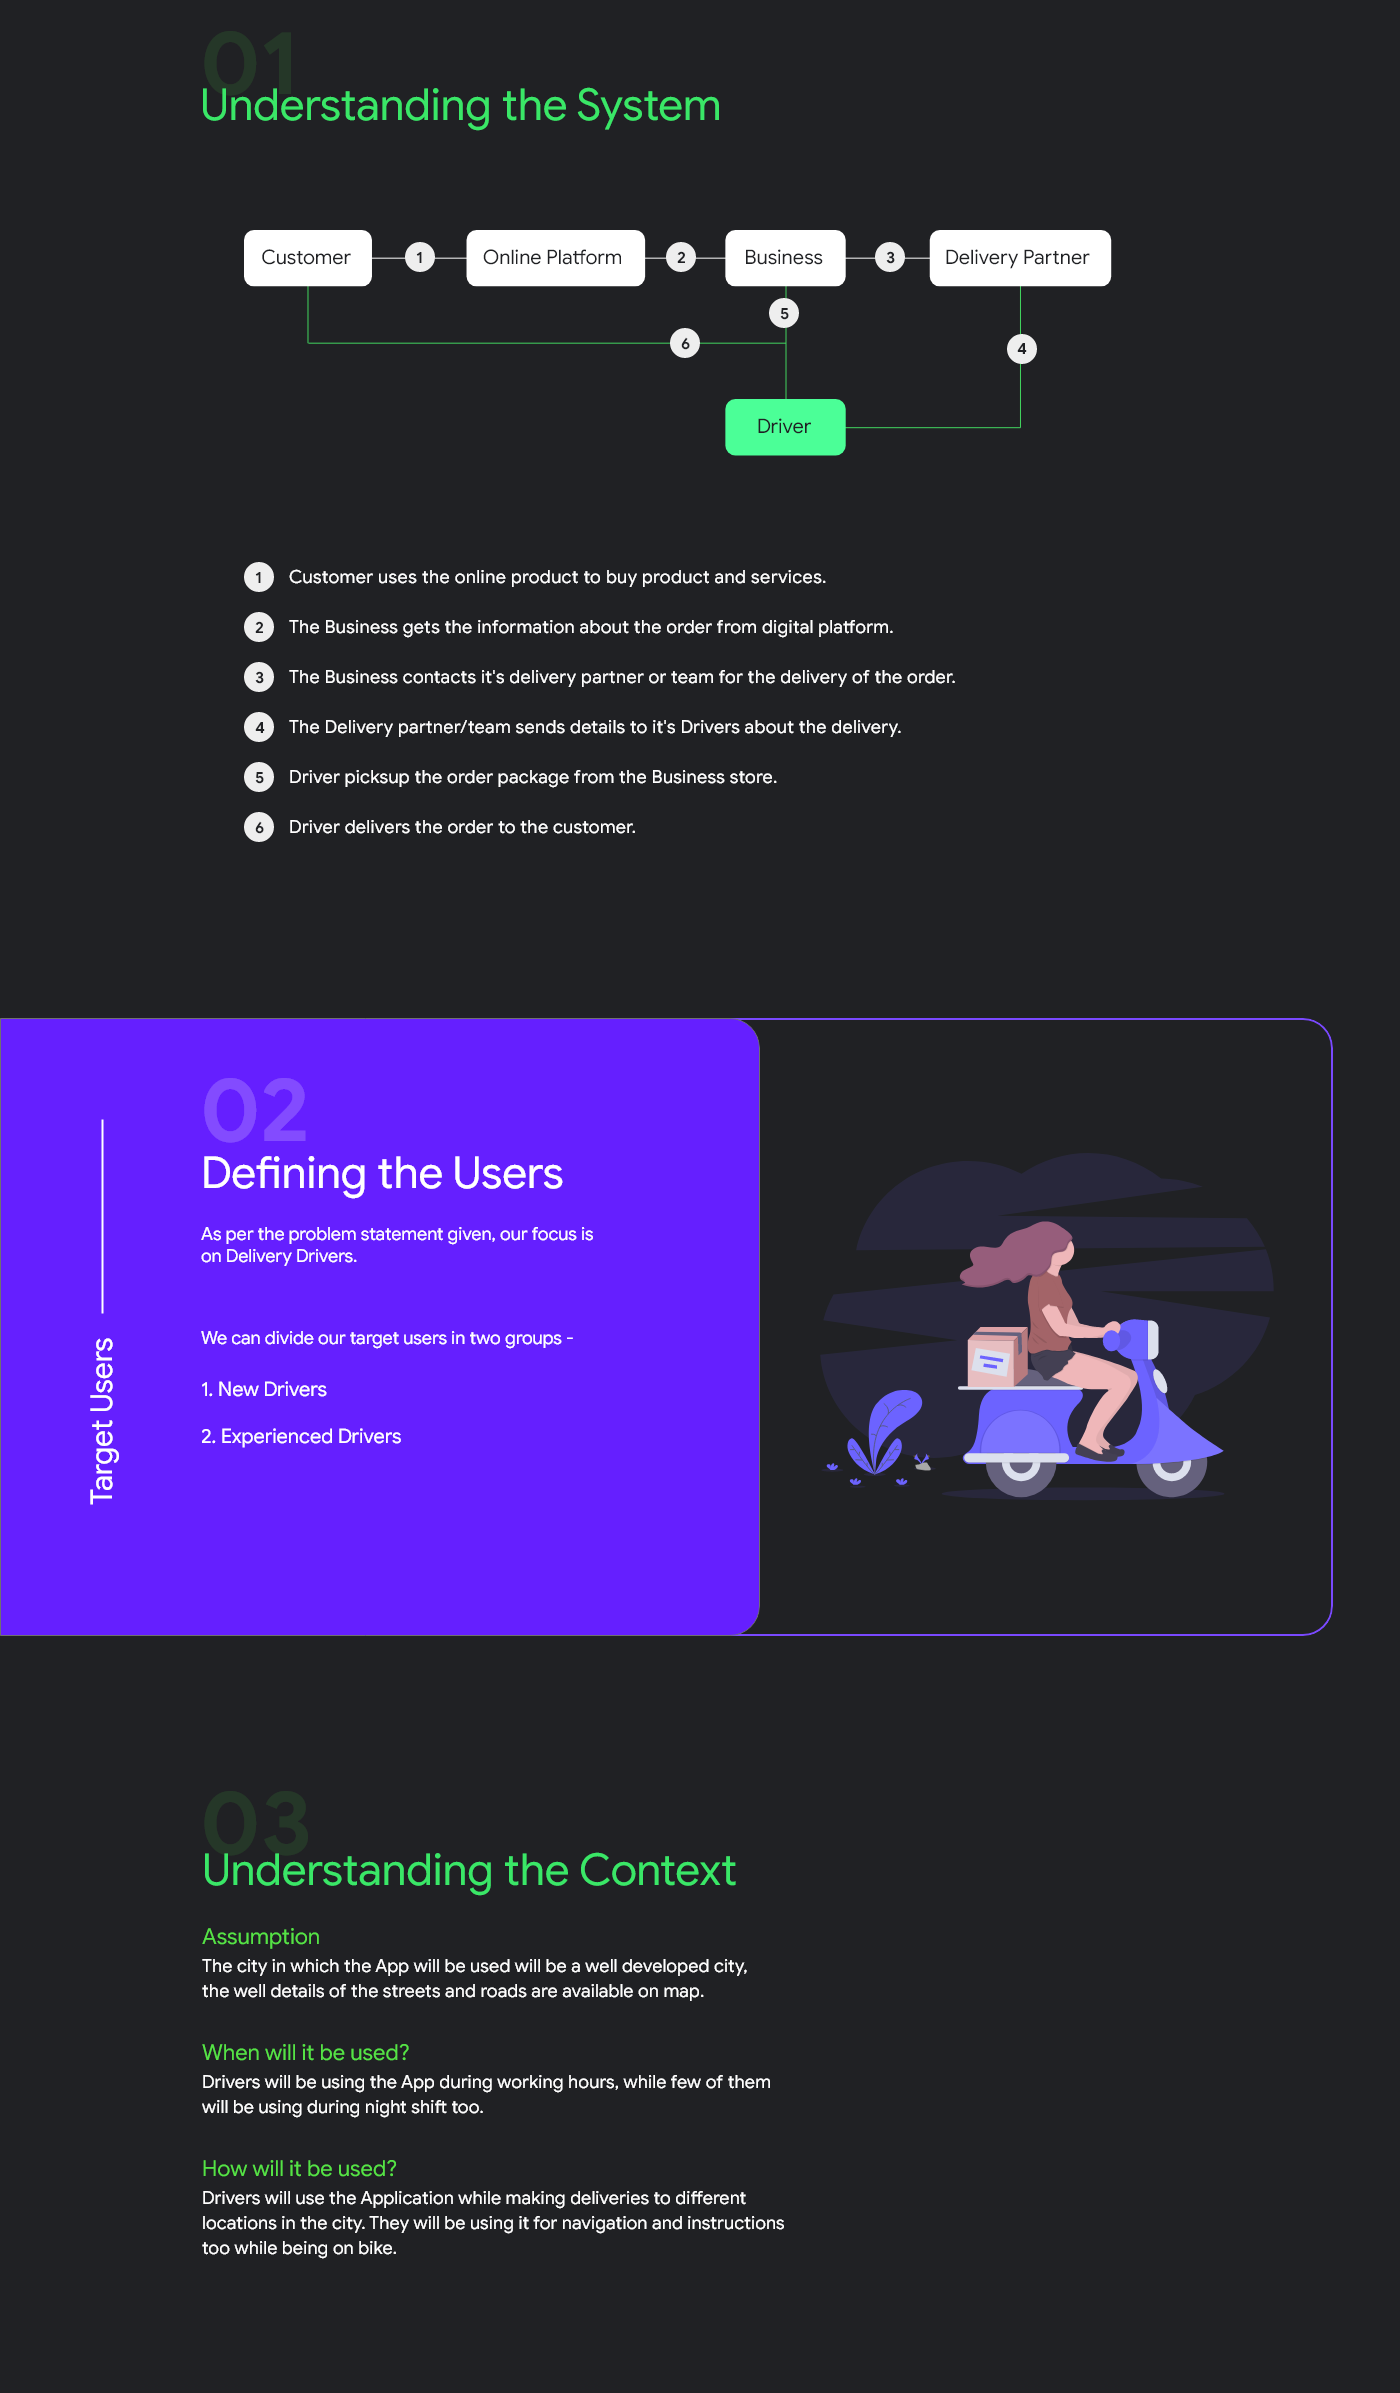 01
Understanding the System
Customer 1 Online Platform 2 Business 3 Delivery Partner
5
6
4
Driver
1 Customer uses the online product to buy product and services.
2 The Business gets the information about the order from digital platform.
3 The Business contacts it's delivery partner or team for the delivery of the order.
4 The Delivery partner/team sends details to it's Drivers about the delivery.
5 Driver picksup the order package from the Business store.
6 Driver delivers the order to the customer.
Target Users
02
Defining the Users
As per the problem statement given, our focus is
on Delivery Drivers.
We can divide our target users in two groups -
1. New Drivers
2. Experienced Drivers
03
Understanding the Context
Assumption
The city in which the App will be used will be a well developed city,
the well details of the streets and roads are available on map.
When will it be used?
Drivers will be using the App during working hours, while few of them
will be using during night shift too.
How will it be used?
Drivers will use the Application while making deliveries to different
locations in the city. They will be using it for navigation and instructions
too while being on bike.